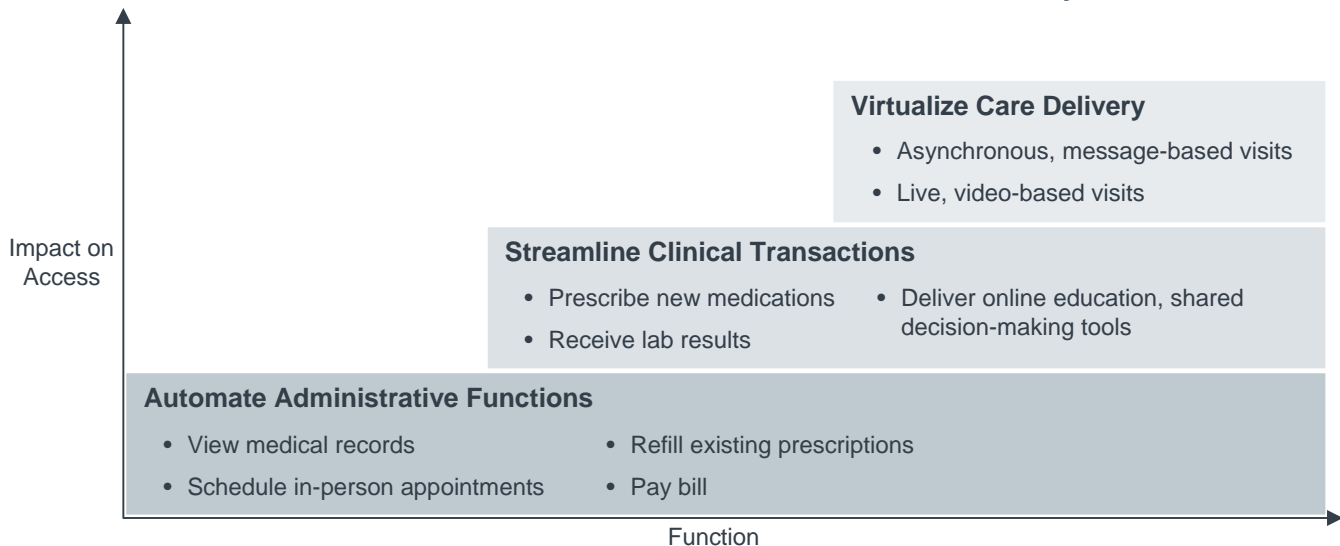 Virtualize Care Delivery
• Asynchronous, message-based visits
• Live, video-based visits
Impact on
Access
Streamline Clinical Transactions
• Prescribe new medications
• Receive lab results
• Deliver online education, shared
decision-making tools
Automate Administrative Functions
• View medical records
• Schedule in-person appointments
• Refill existing prescriptions
• Pay bill
Function